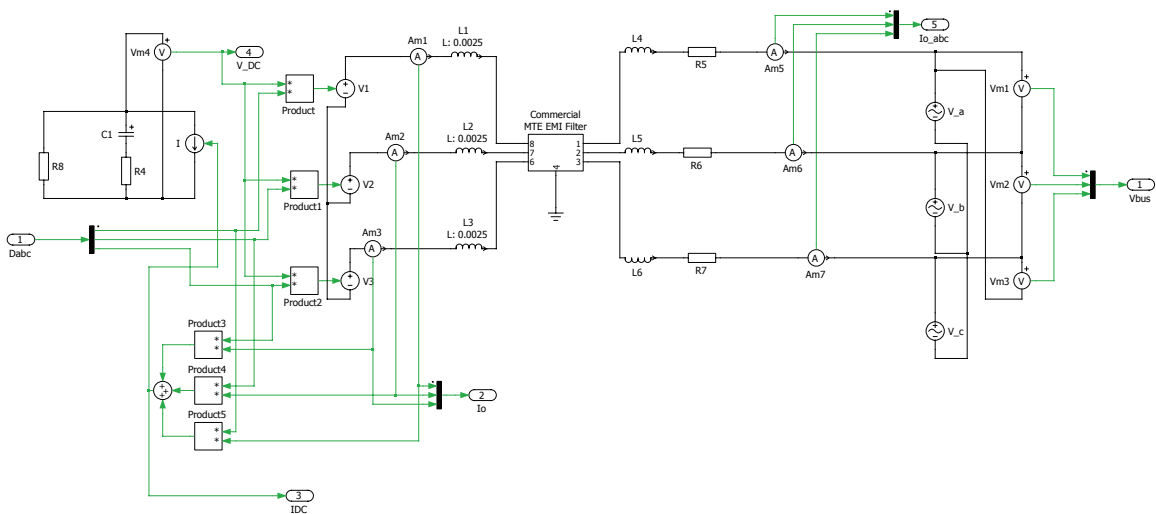 Vm4
V
+
4
V_DC
C1
+
R8
R4
I
1
Dabc
*
*
Product
*
*
Product1
*
*
Product2
V1
+
−
V2
+
−
V3
+
−
Am1
A
Am2
A
Am3
A
L1
L: 0.0025
L2
L: 0.0025
L3
L: 0.0025
Commercial
MTE EMI Filter
8
7
6
1
2
3
4
L4
L5
L6
R5
R6
R7
A
Am5
A
Am6
A
Am7
5
Io_abc
V_a
V_b
V_c
Vm1
V
+
Vm2
V
+
Vm3
V
+
1
Vbus
Product3
*
*
Product4
*
*
Product5
*
*
+
+
+
2
Io
3
IDC